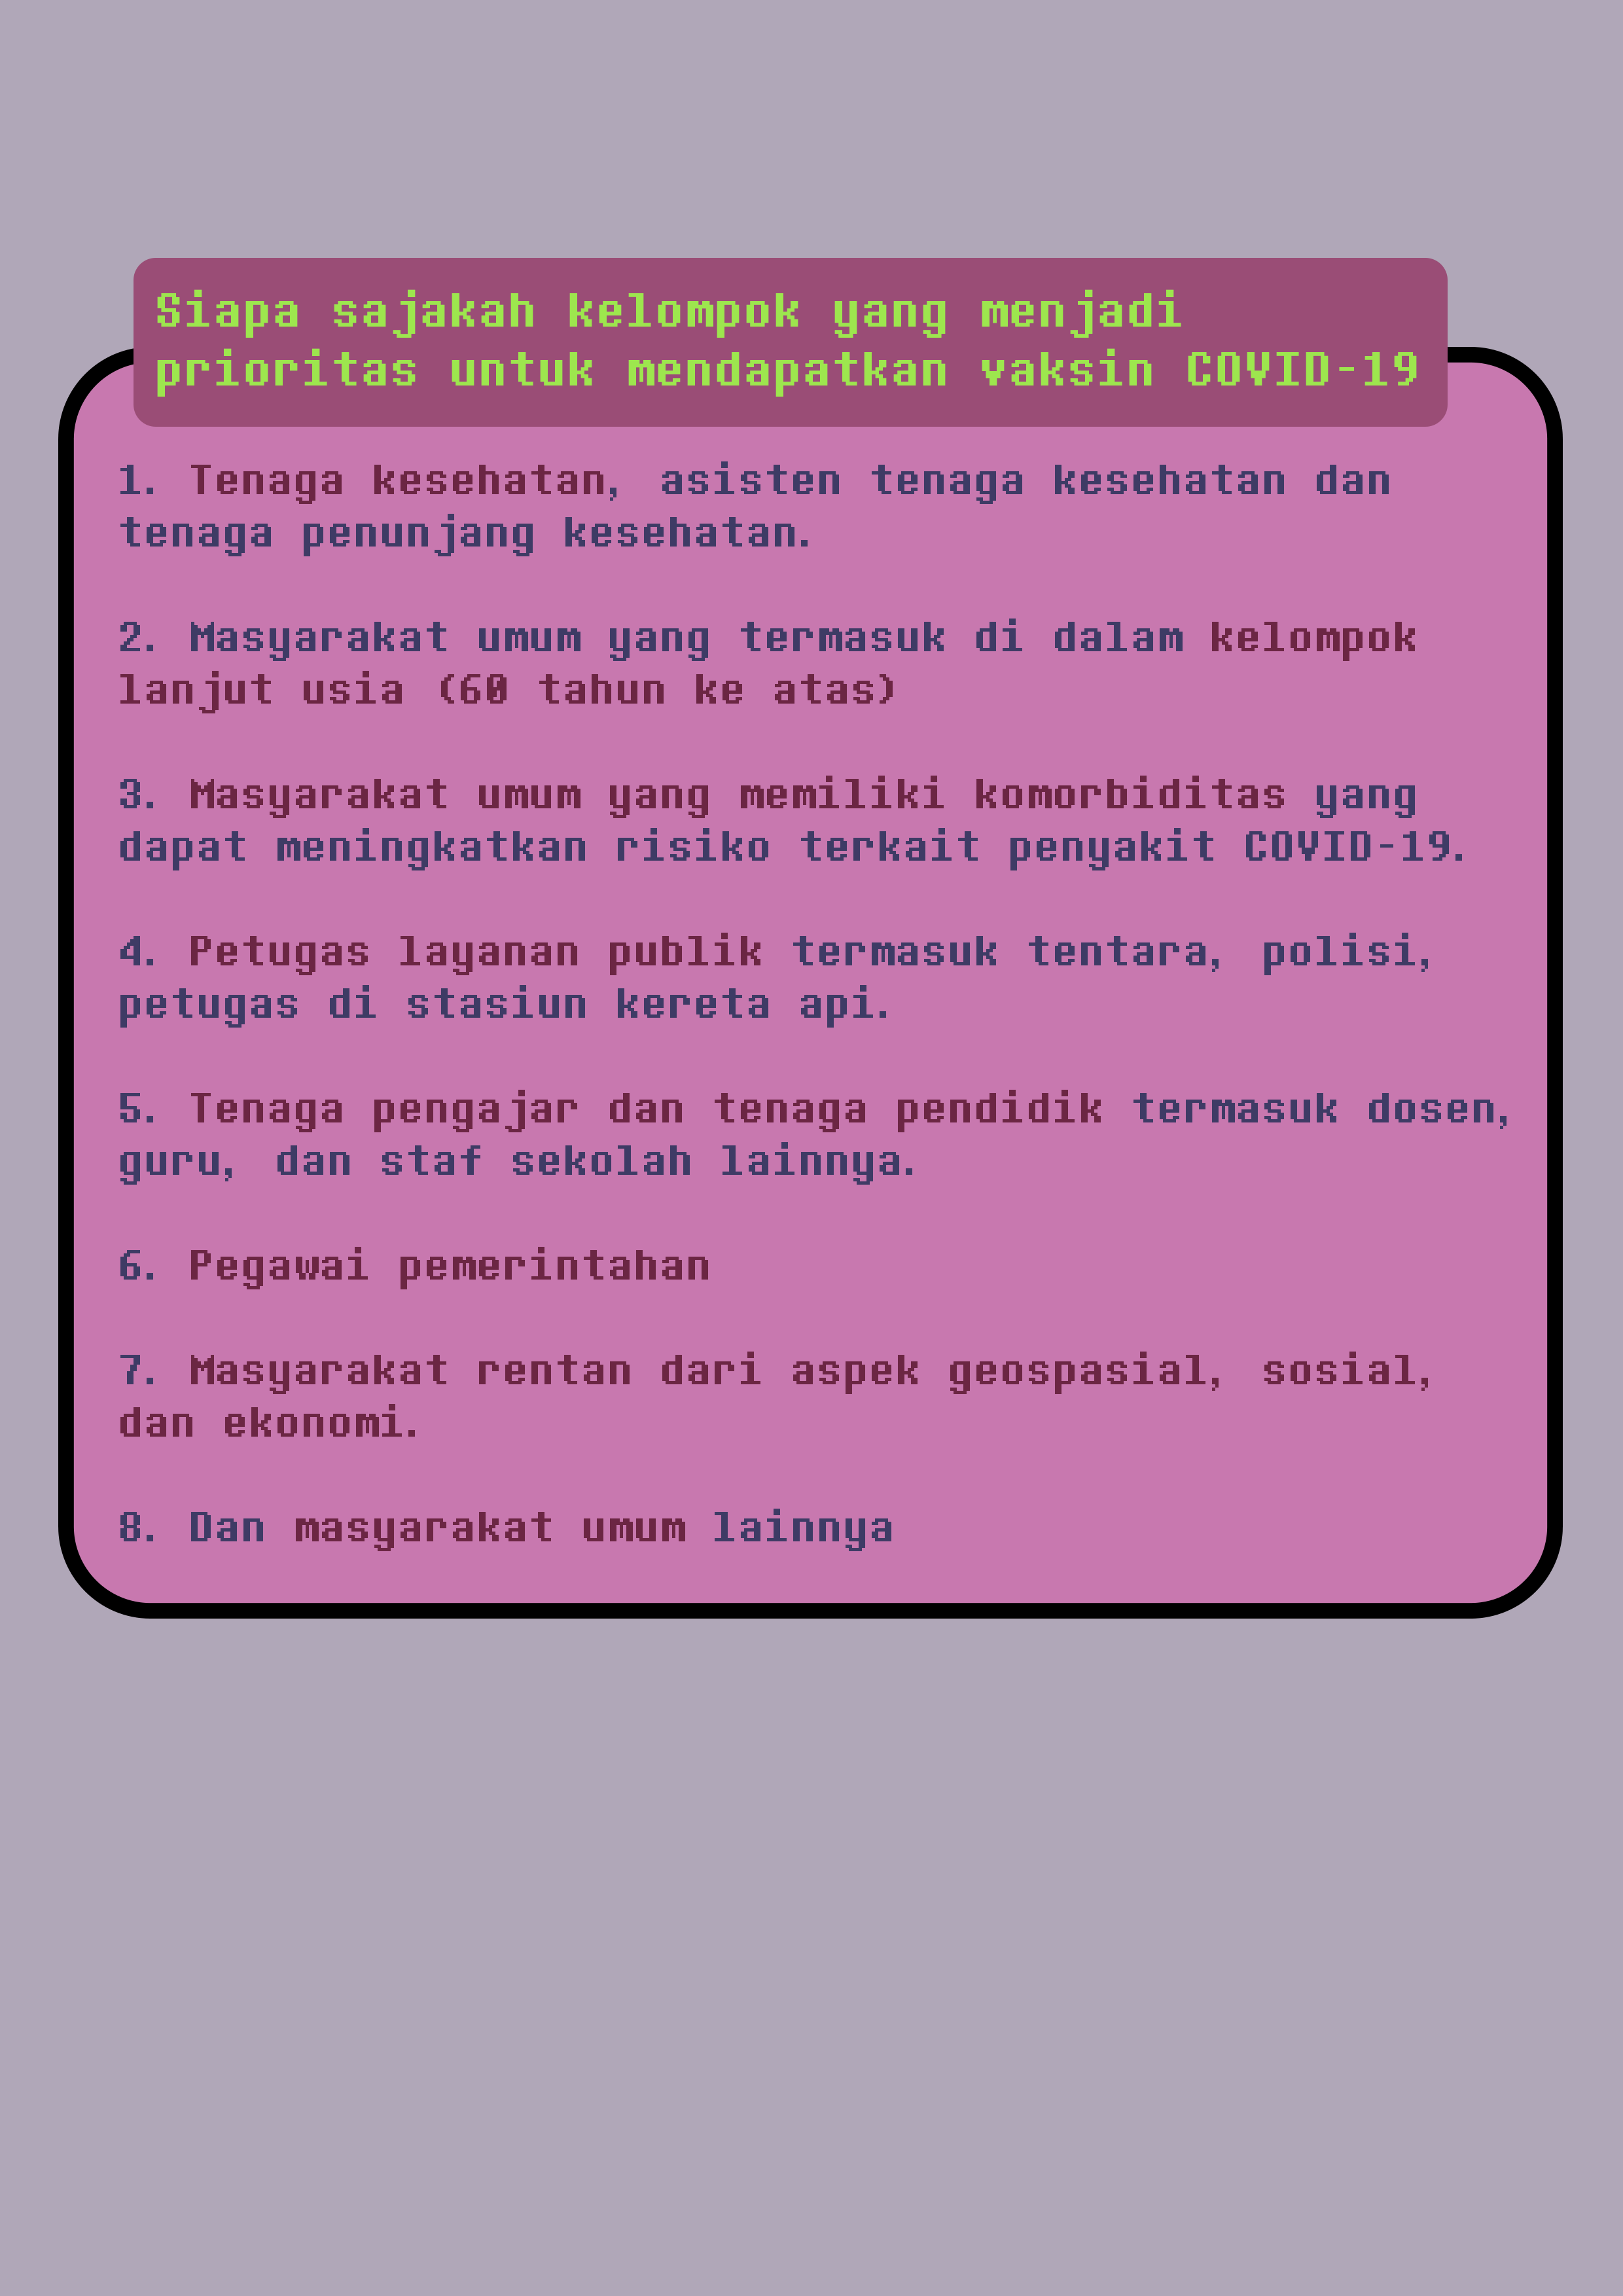 Siapa sajakah kelompok yang menjadi
prioritas untuk mendapatkan vaksin COVID-19
1. Tenaga kesehatan, asisten tenaga kesehatan dan
tenaga penunjang kesehatan.
2. Masyarakat umum yang termasuk di dalam kelompok
lanjut usia (60 tahun ke atas)
3. Masyarakat umum yang memiliki komorbiditas yang
dapat meningkatkan risiko terkait penyakit COVID-19.
4. Petugas layanan publik termasuk tentara, polisi,
petugas di stasiun kereta api.
5. Tenaga pengajar dan tenaga pendidik termasuk dosen,
guru, dan staf sekolah lainnya.
6. Pegawai pemerintahan
7. Masyarakat rentan dari aspek geospasial, sosial,
dan ekonomi.
8. Dan masyarakat umum lainnya